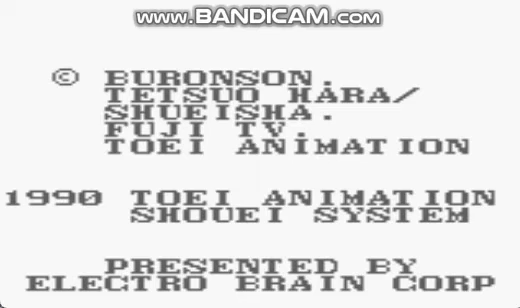 www.BANDICAM.com
© BURONSON.
TETSUO HARA/
SHUEISHA.
FUJI TV.
TOEI ANIMATION
1990 TOEI ANIMATION
SHOUEI SYSTEM
PRESENTED BY
ELECTRO BRAIN CORP